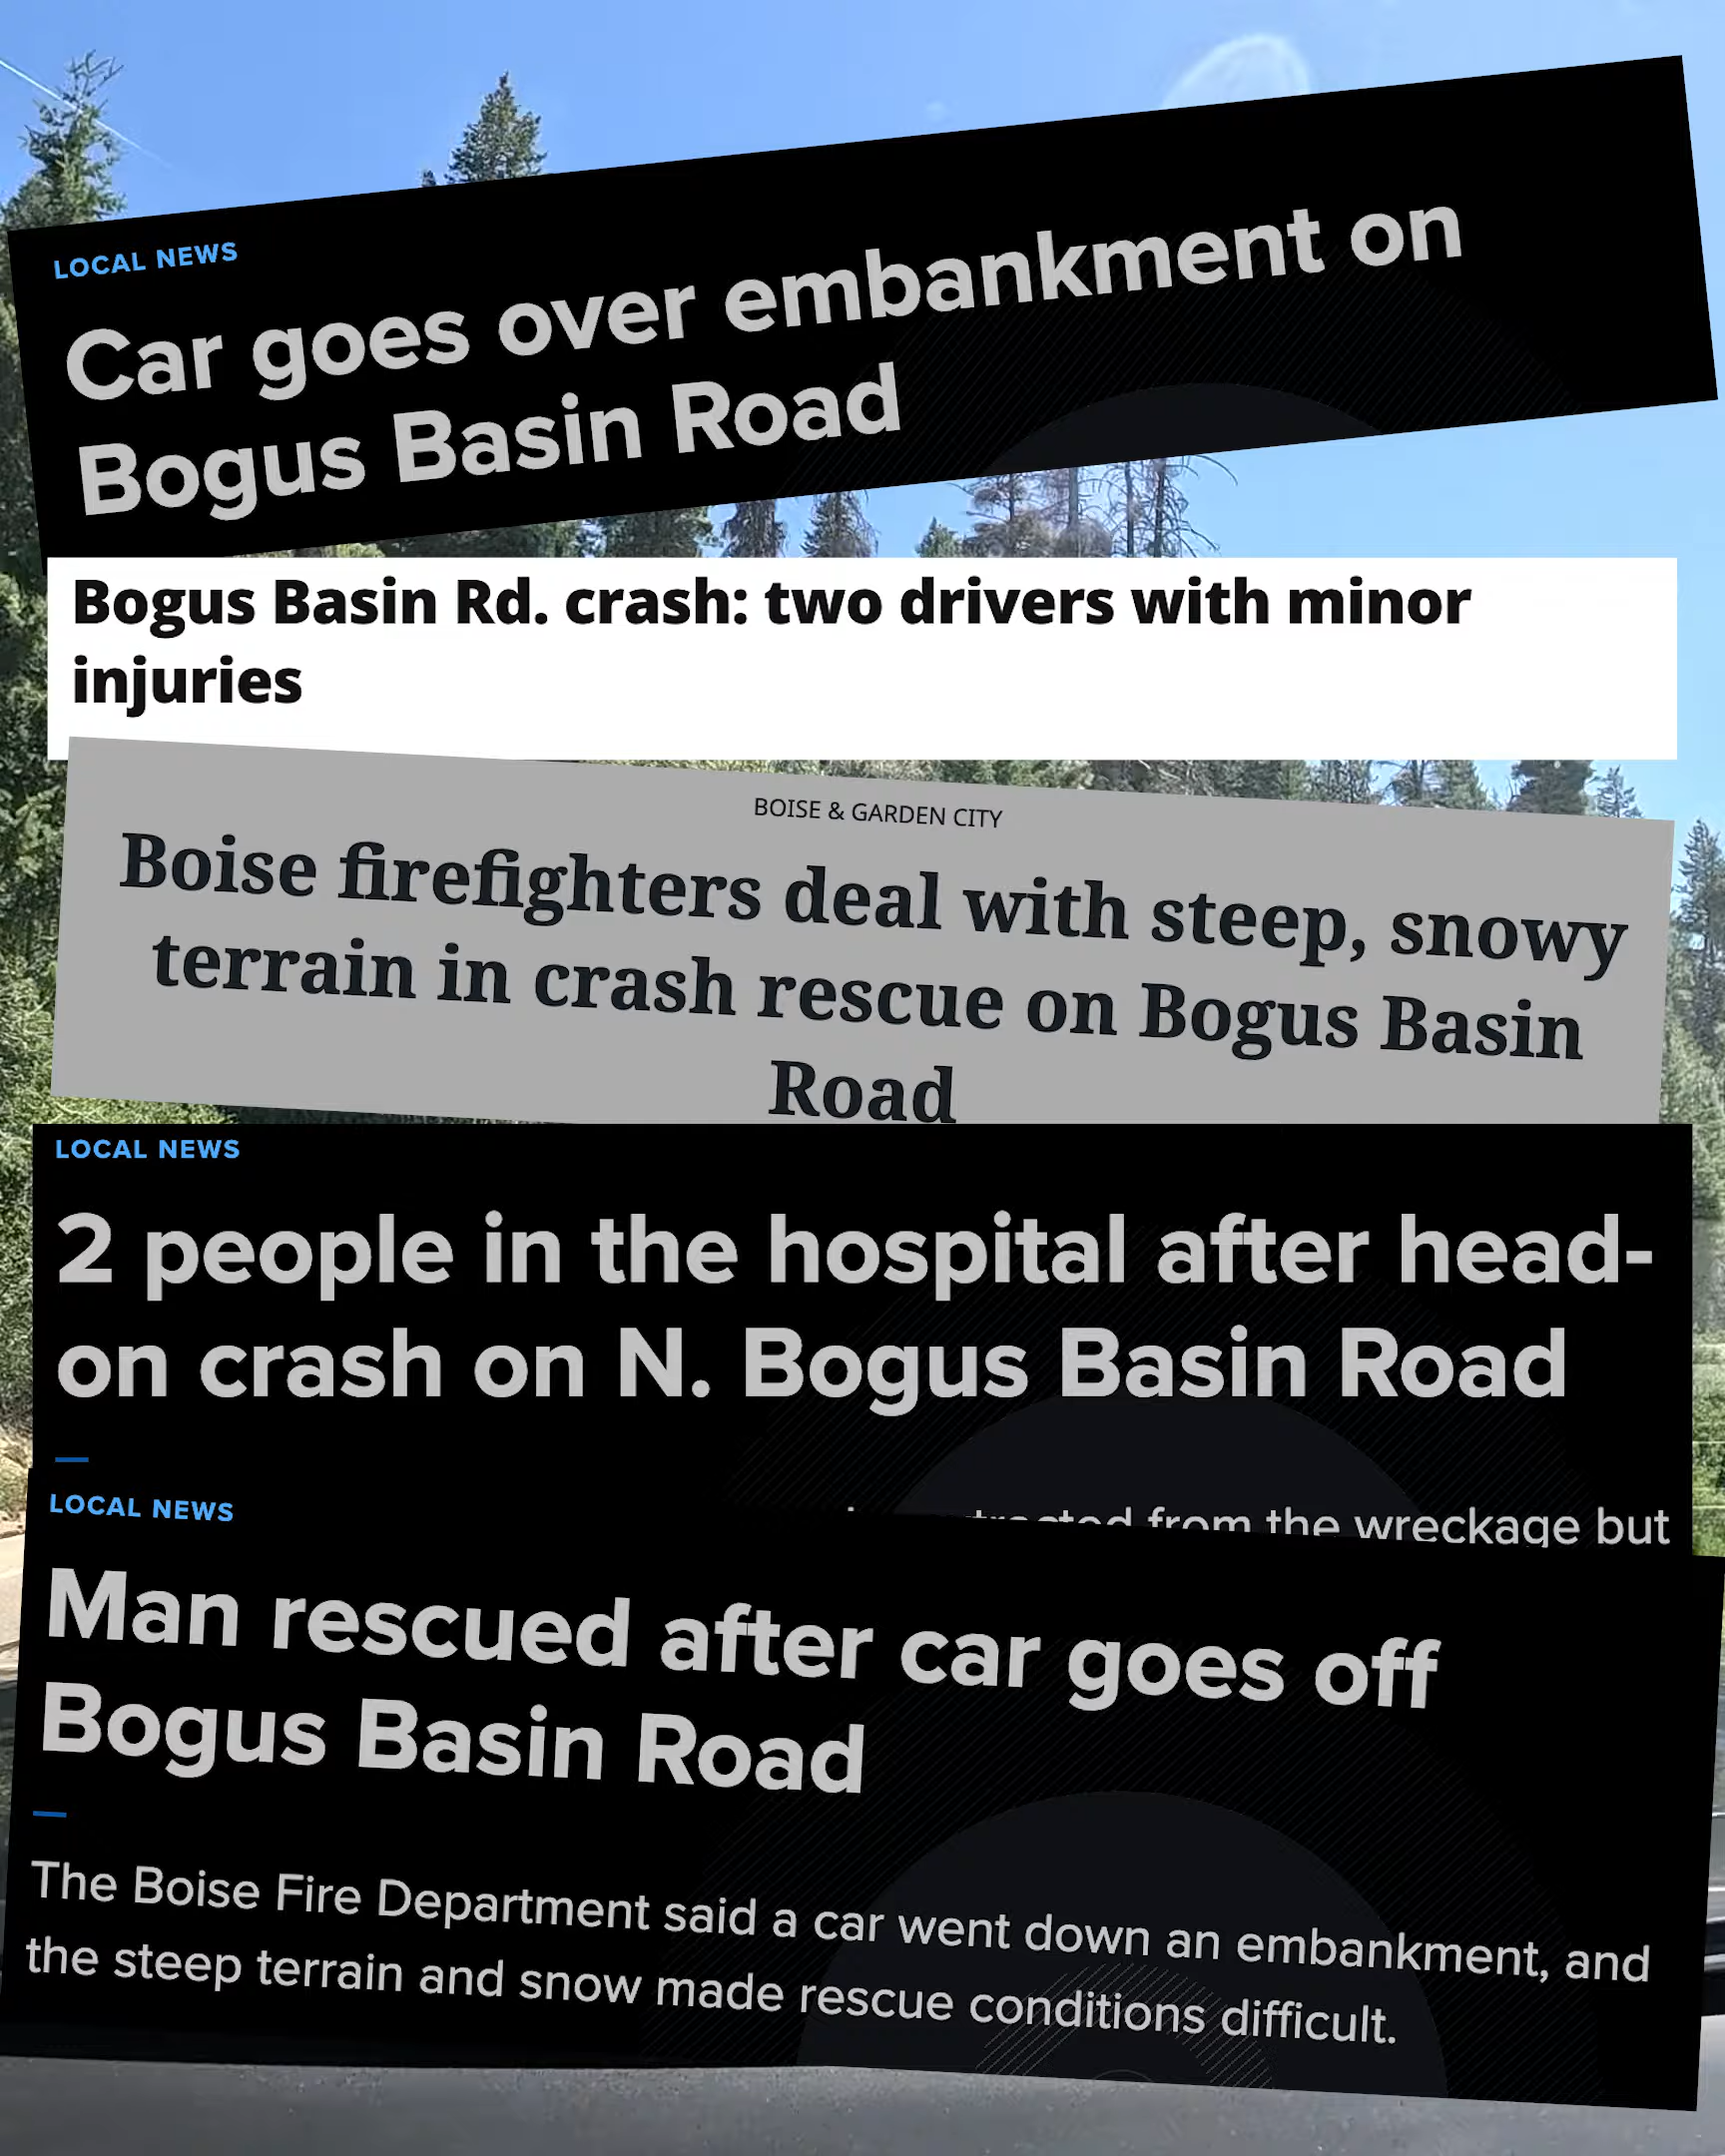 LOCAL NEWS
Car goes over embankment on
Bogus Basin Road
Bogus Basin Rd. crash: two drivers with minor
injuries
BOISE & GARDEN CITY
Boise firefighters deal with steep, snowy
terrain in crash rescue on Bogus Basin
Road
LOCAL NEWS
2 people in the hospital after head-
on crash on N. Bogus Basin Road
from the wreckage but
LOCAL NEWS
Man rescued after car goes off
Bogus Basin Road
The Boise Fire Department said a car went down an embankment, and
the steep terrain and snow made rescue conditions difficult.